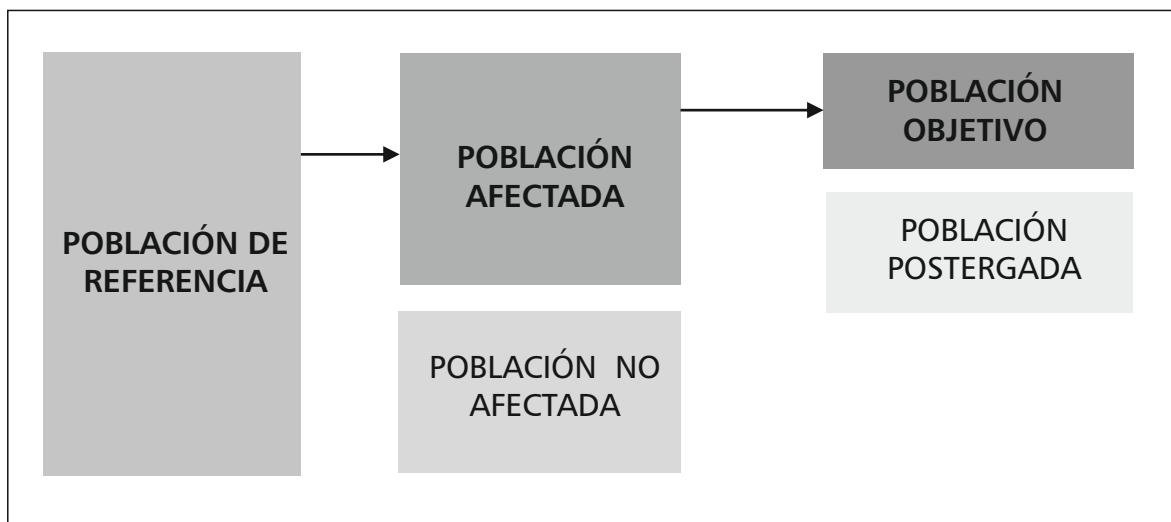 POBLACIÓN DE
REFERENCIA
POBLACIÓN
AFECTADA
POBLACIÓN NO
AFECTADA
POBLACIÓN
OBJETIVO
POBLACIÓN
POSTERGADA